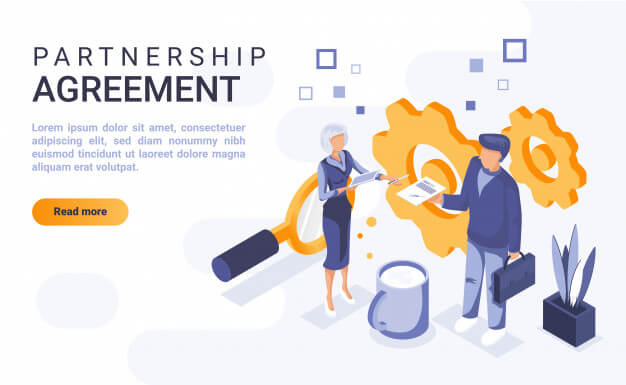 PARTNERSHIP
AGREEMENT
Lorem ipsum dolor sit amet, consectetuer
adipiscing elit, sed diam nonummy nibh
euismod tincidunt ut laoreet dolore magna
aliquam erat volutpat.
Read more